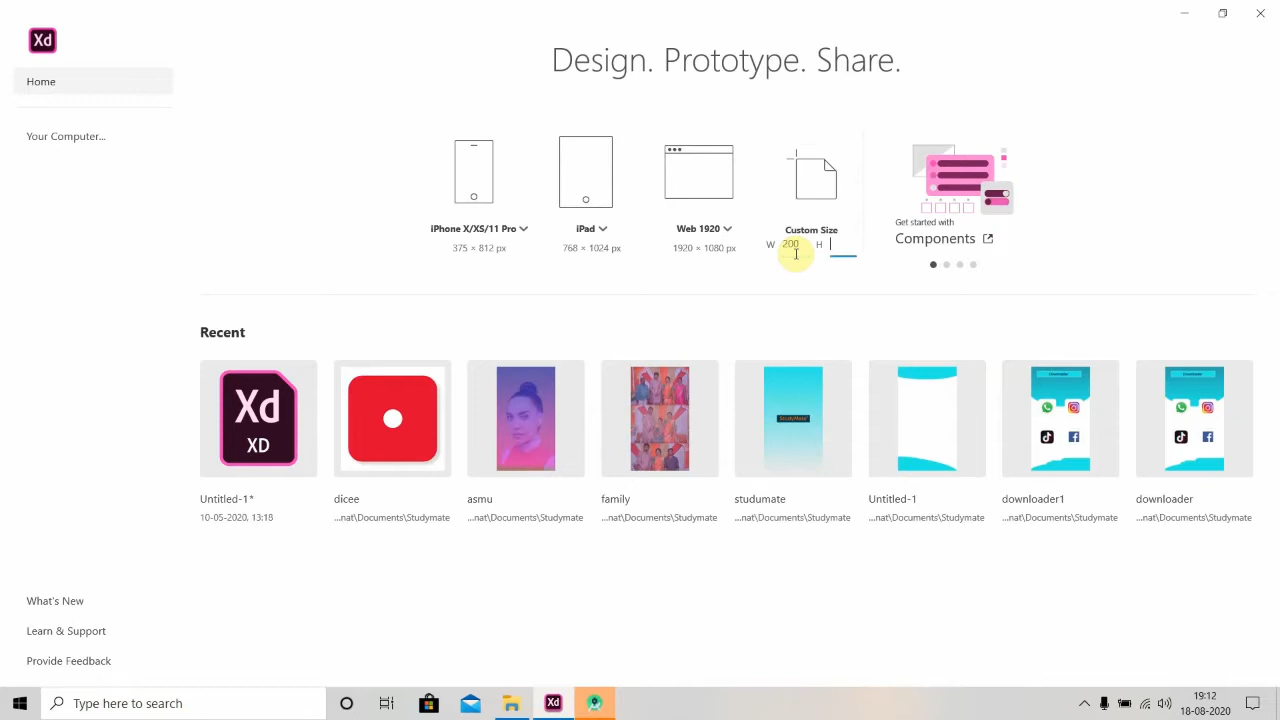 Xd
Design. Prototype. Share.
Home
Your Computer...
iPhone X/XS/11 Pro
375 × 812 px
iPad
768 × 1024 px
Web 1920
1920 × 1080 px
Custom Size
W 200 H
Get started with
Components
Recent
Xd
XD
Untitled-1*
10-05-2020, 13:18
dicee
...nat\Documents\Studymate
asmu
...nat\Documents\Studymate
family
...nat\Documents\Studymate
StudyMate
studumate
...nat\Documents\Studymate
Untitled-1
...nat\Documents\Studymate
Downloader
downloader1
...nat\Documents\Studymate
Downloader
downloader
...nat\Documents\Studymate
What's New
Learn & Support
Provide Feedback
Type here to search
Xd
19:12
18-08-2020